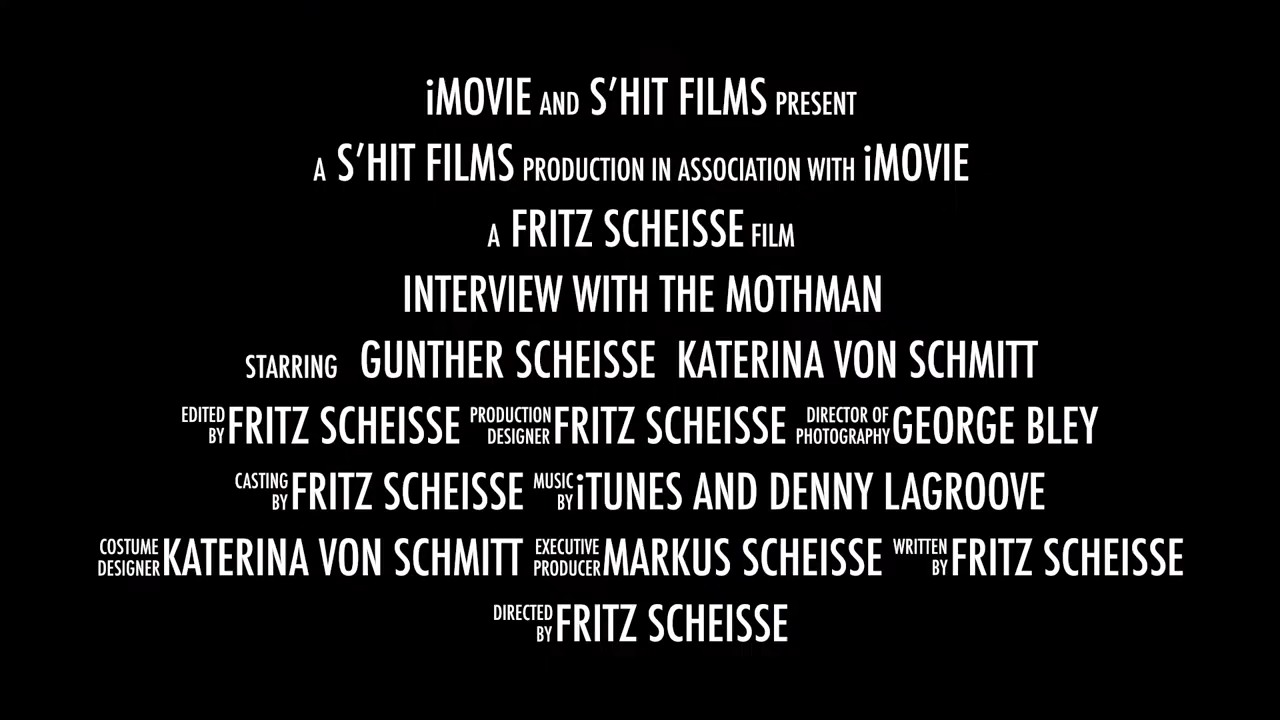 iMOVIE AND S'HIT FILMS PRESENT
A S'HIT FILMS PRODUCTION IN ASSOCIATION WITH iMOVIE
A FRITZ SCHEISSE FILM
INTERVIEW WITH THE MOTHMAN
STARRING GUNTHER SCHEISSE KATERINA VON SCHMITT
EDITED BY FRITZ SCHEISSE PRODUCTION DESIGNER FRITZ SCHEISSE DIRECTOR OF PHOTOGRAPHY GEORGE BLEY
CASTING BY FRITZ SCHEISSE MUSIC BY iTUNES AND DENNY LAGROOVE
COSTUME DESIGNER KATERINA VON SCHMITT EXECUTIVE PRODUCER MARKUS SCHEISSE WRITTEN BY FRITZ SCHEISSE
DIRECTED BY FRITZ SCHEISSE